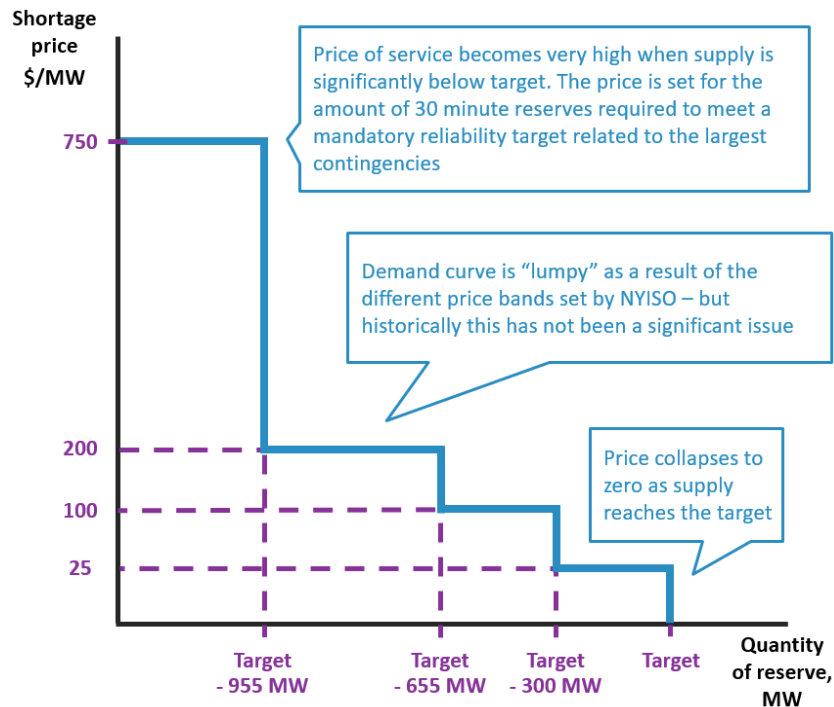 Shortage
price
$/MW
Price of service becomes very high when supply is
significantly below target. The price is set for the
amount of 30 minute reserves required to meet a
mandatory reliability target related to the largest
contingencies
750
Demand curve is “lumpy” as a result of the
different price bands set by NYISO – but
historically this has not been a significant issue
200
Price collapses to
zero as supply
reaches the target
100
25
Target
- 955 MW
Target
- 655 MW
Target
- 300 MW
Target
Quantity
of reserve,
MW